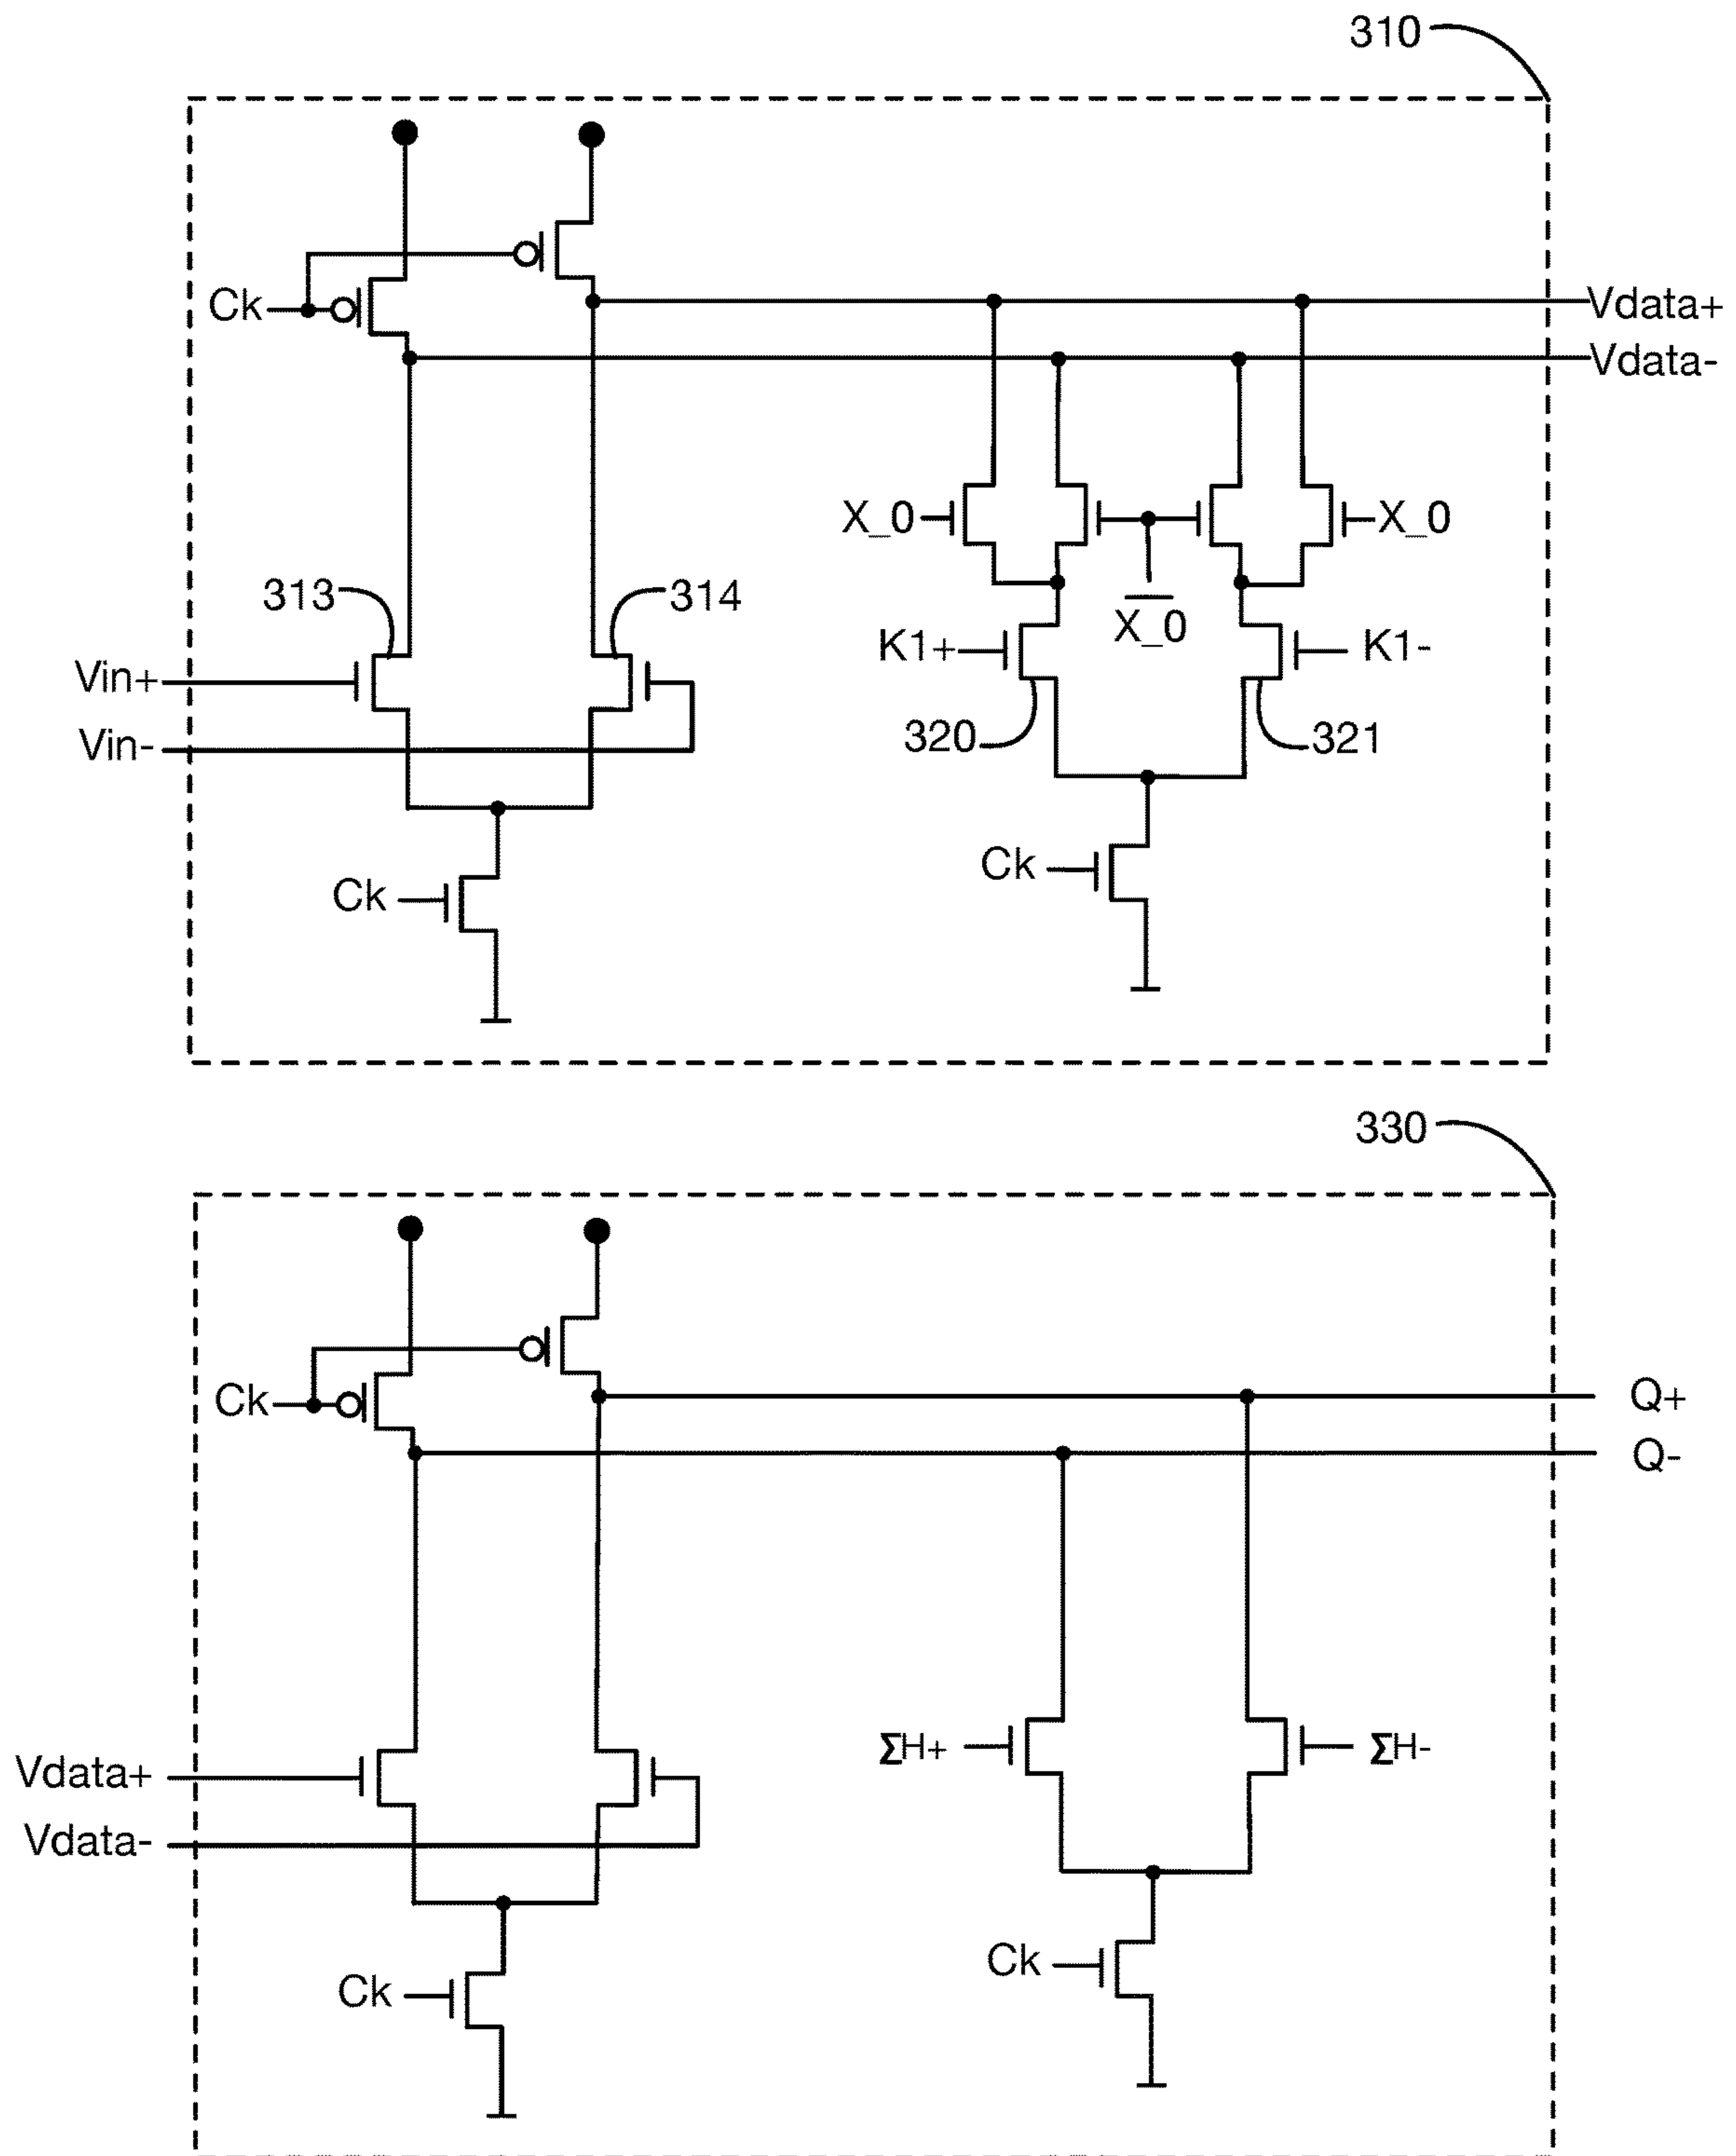 310
Ck
Vdata+
Vdata-
X_0
X_0
X̅_̅0̅
313
314
K1+
K1-
Vin+
Vin-
320
321
Ck
Ck
330
Ck
Q+
Q-
ΣH+
ΣH-
Vdata+
Vdata-
Ck
Ck